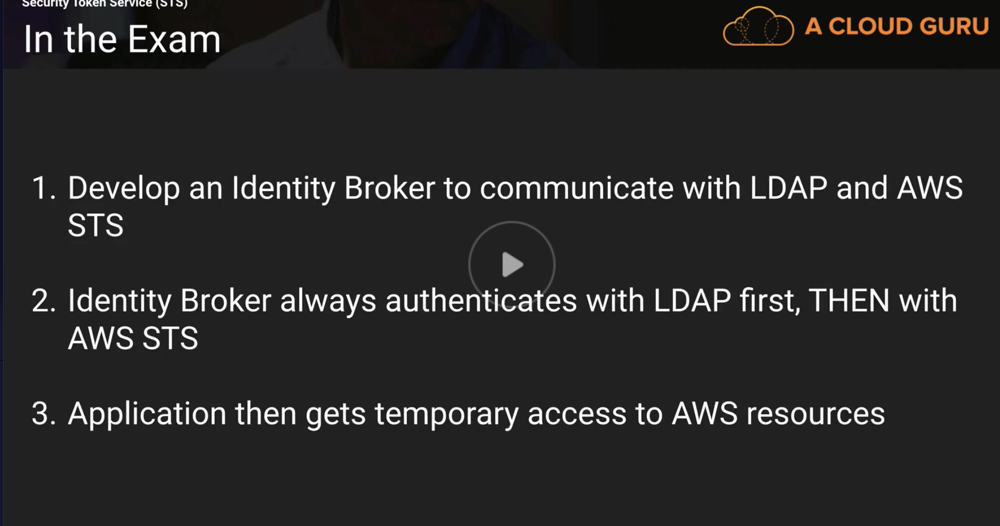 Security Token Service (STS)
In the Exam
A CLOUD GURU
1. Develop an Identity Broker to communicate with LDAP and AWS
STS
2. Identity Broker always authenticates with LDAP first, THEN with
AWS STS
3. Application then gets temporary access to AWS resources